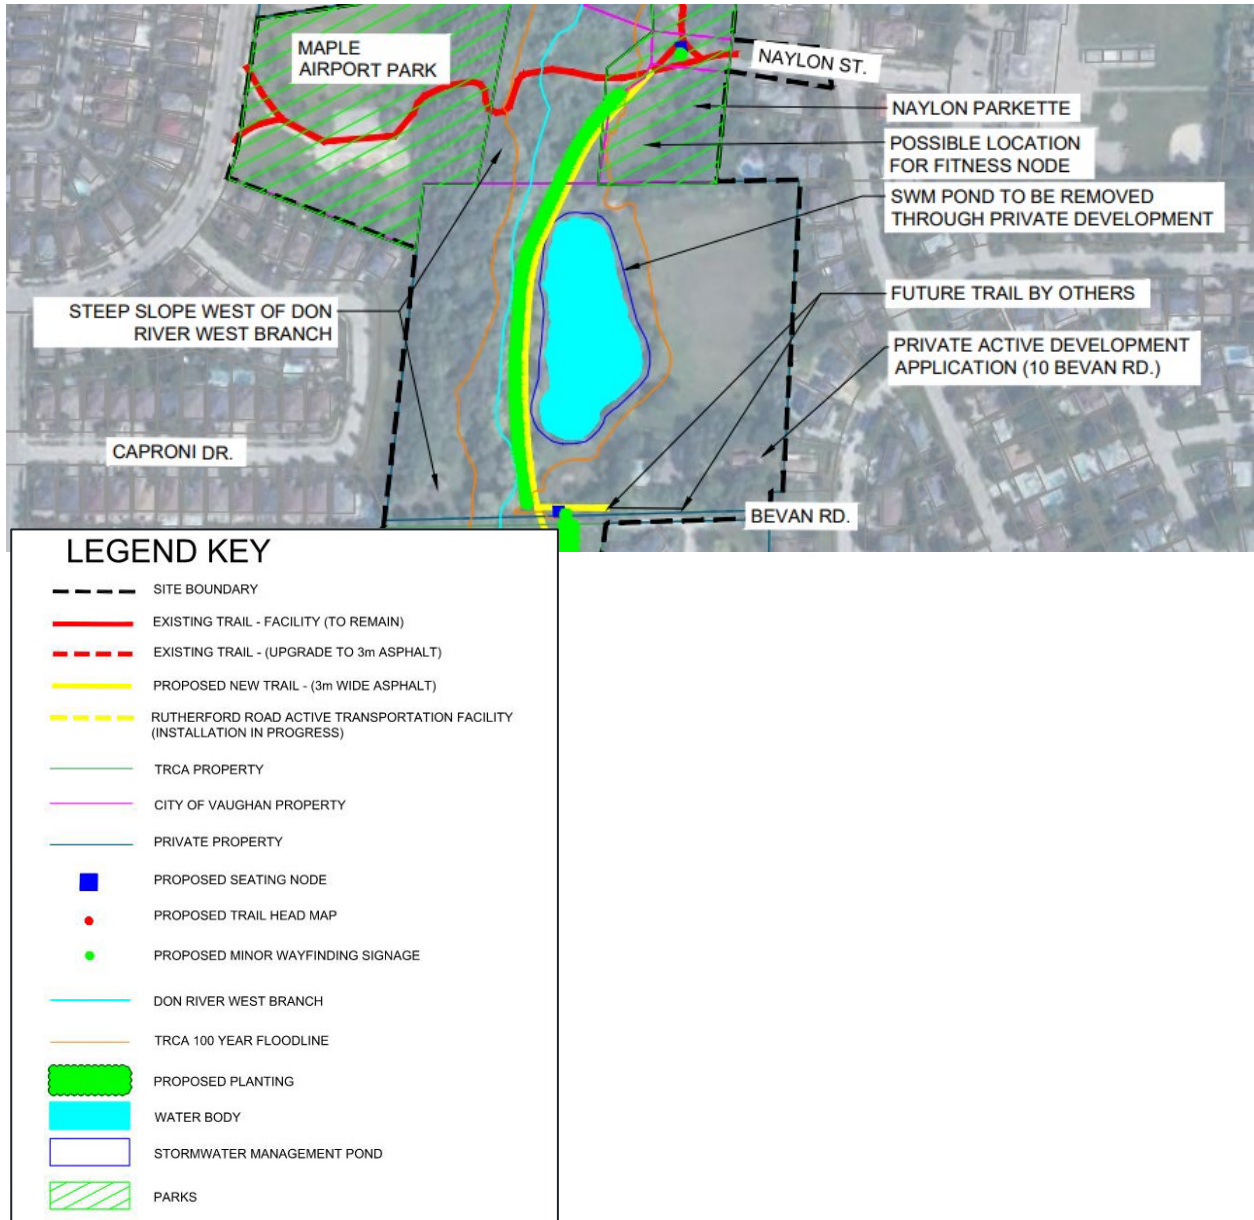 MAPLE
AIRPORT PARK
NAYLON ST.
NAYLON PARKETTE
POSSIBLE LOCATION
FOR FITNESS NODE
SWM POND TO BE REMOVED
THROUGH PRIVATE DEVELOPMENT
STEEP SLOPE WEST OF DON
RIVER WEST BRANCH
FUTURE TRAIL BY OTHERS
PRIVATE ACTIVE DEVELOPMENT
APPLICATION (10 BEVAN RD.)
CAPRONI DR.
BEVAN RD.
LEGEND KEY
SITE BOUNDARY
EXISTING TRAIL - FACILITY (TO REMAIN)
EXISTING TRAIL - (UPGRADE TO 3m ASPHALT)
PROPOSED NEW TRAIL - (3m WIDE ASPHALT)
RUTHERFORD ROAD ACTIVE TRANSPORTATION FACILITY
(INSTALLATION IN PROGRESS)
TRCA PROPERTY
CITY OF VAUGHAN PROPERTY
PRIVATE PROPERTY
PROPOSED SEATING NODE
PROPOSED TRAIL HEAD MAP
PROPOSED MINOR WAYFINDING SIGNAGE
DON RIVER WEST BRANCH
TRCA 100 YEAR FLOODLINE
PROPOSED PLANTING
WATER BODY
STORMWATER MANAGEMENT POND
PARKS